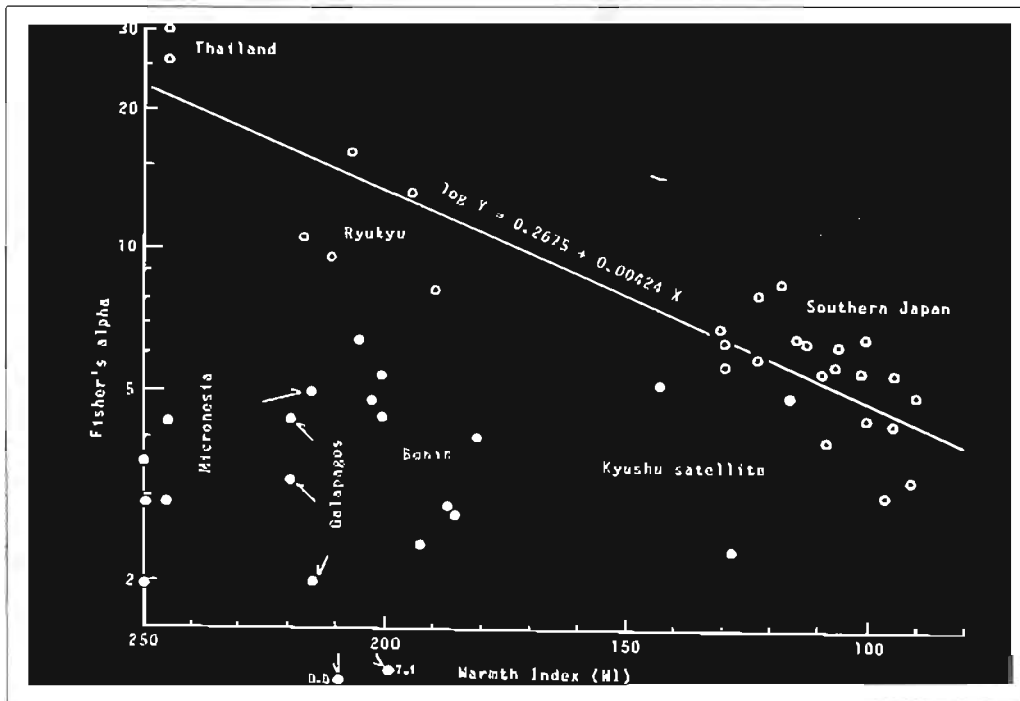 30
Thailand
20
log Y = 0.2675 + 0.00424 X
Ryukyu
10
Southern Japan
Fisher's alpha
5
Micronesia
Galapagos
Bonin
Kyushu satellite
2
250
200
150
100
Warmth Index (WI)
0.0
7.1